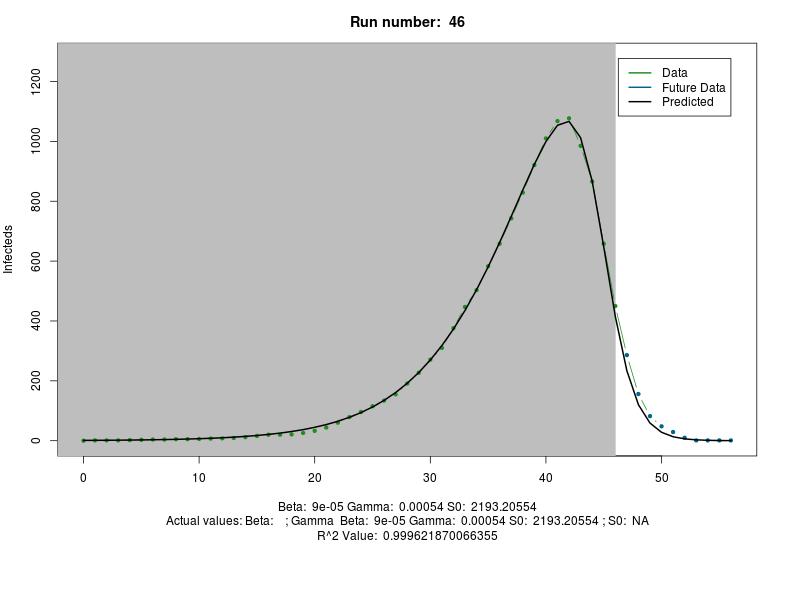 Run number: 46
Data
Future Data
Predicted
1200
1000
800
600
400
200
0
Infecteds
0 10 20 30 40 50
Beta: 9e-05 Gamma: 0.00054 S0: 2193.20554
Actual values: Beta: ; Gamma Beta: 9e-05 Gamma: 0.00054 S0: 2193.20554 ; S0: NA
R^2 Value: 0.999621870066355